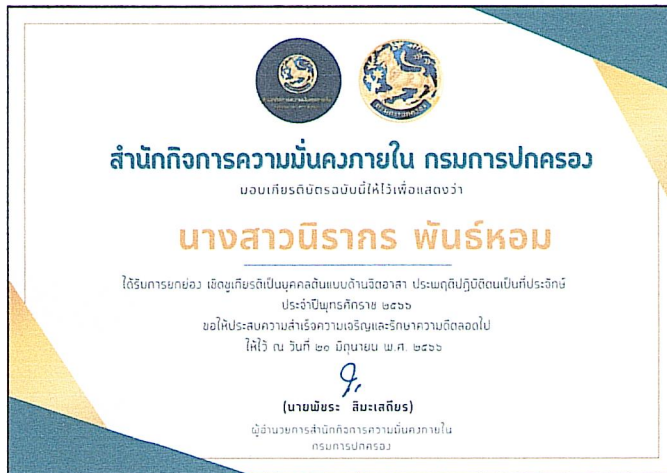 กรมการปกครอง
สำนักกิจการความมั่นคงภายใน กรมการปกครอง
มอบเกียรติบัตรฉบับนี้ให้ไว้เพื่อแสดงว่า
นางสาวนิรากร พันธ์หอม
ได้รับการยกย่อง เชิดชูเกียรติเป็นบุคคลต้นแบบด้านจิตอาสา ประพฤติปฏิบัติตนเป็นที่ประจักษ์
ประจำปีพุทธศักราช ๒๕๖๖
ขอให้ประสบความสำเร็จความเจริญและรักษาความดีตลอดไป
ให้ไว้ ณ วันที่ ๒๐ มิถุนายน พ.ศ. ๒๕๖๖
(นายพัชระ สิมะเสถียร)
ผู้อำนวยการสำนักกิจการความมั่นคงภายใน
กรมการปกครอง